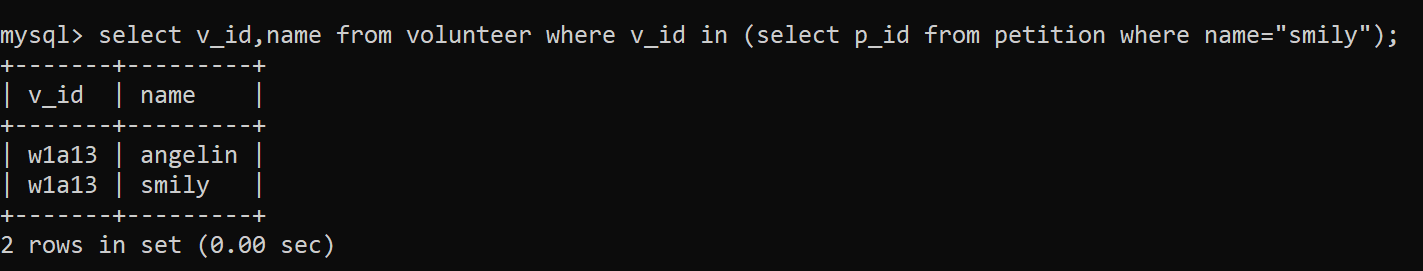 mysql> select v_id,name from volunteer where v_id in (select p_id from petition where name="smily");
+-------+---------+
| v_id  | name    |
+-------+---------+
| w1a13 | angelin |
| w1a13 | smily   |
+-------+---------+
2 rows in set (0.00 sec)